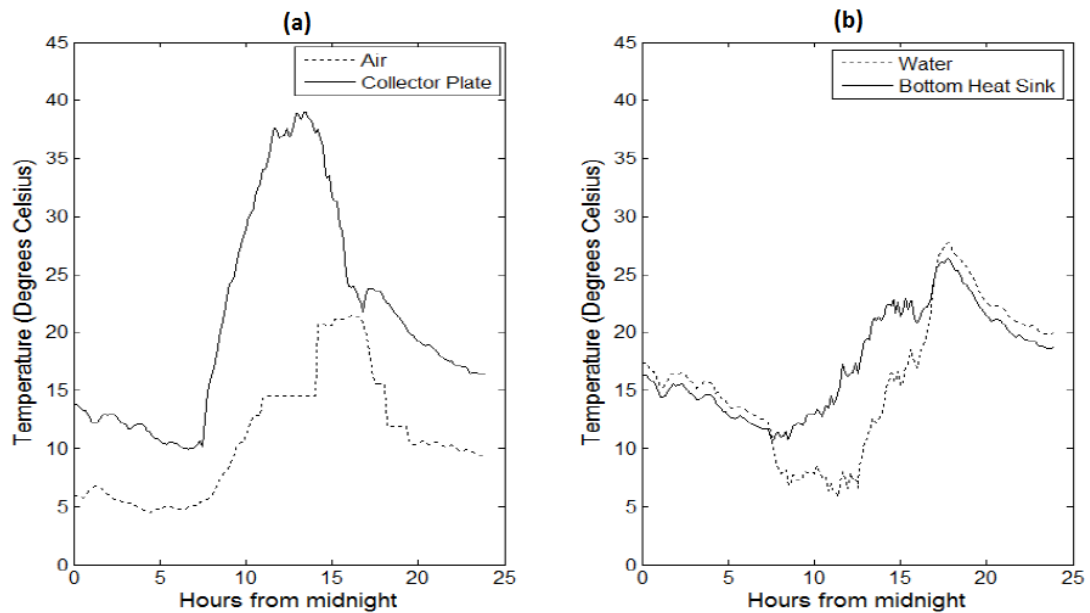 (a)
45
40
35
30
25
20
15
10
5
0
Temperature (Degrees Celsius)
Air
Collector Plate
0 5 10 15 20 25
Hours from midnight
(b)
45
40
35
30
25
20
15
10
5
0
Temperature (Degrees Celsius)
Water
Bottom Heat Sink
0 5 10 15 20 25
Hours from midnight